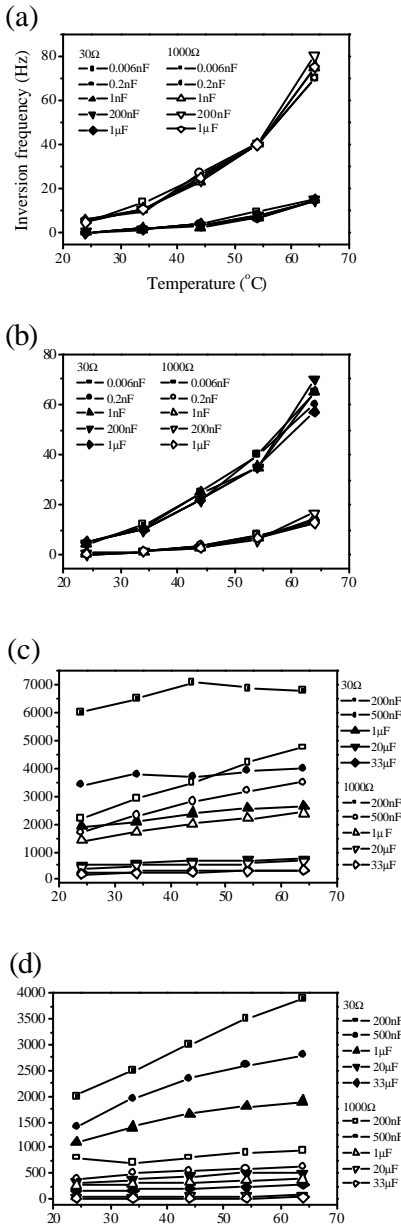 (a)
30Ω 1000Ω
0.006nF 0.006nF
0.2nF 0.2nF
1nF 1nF
200nF 200nF
1μF 1μF
Inversion frequency (Hz)
80
60
40
20
0
20 30 40 50 60 70
Temperature (°C)
(b)
30Ω 1000Ω
0.006nF 0.006nF
0.2nF 0.2nF
1nF 1nF
200nF 200nF
1μF 1μF
80
60
40
20
0
20 30 40 50 60 70
(c)
7000
6000
5000
4000
3000
2000
1000
0
20 30 40 50 60 70
30Ω
200nF
500nF
1μF
20μF
33μF
1000Ω
200nF
500nF
1μF
20μF
33μF
(d)
4000
3500
3000
2500
2000
1500
1000
500
0
20 30 40 50 60 70
30Ω
200nF
500nF
1μF
20μF
33μF
1000Ω
200nF
500nF
1μF
20μF
33μF